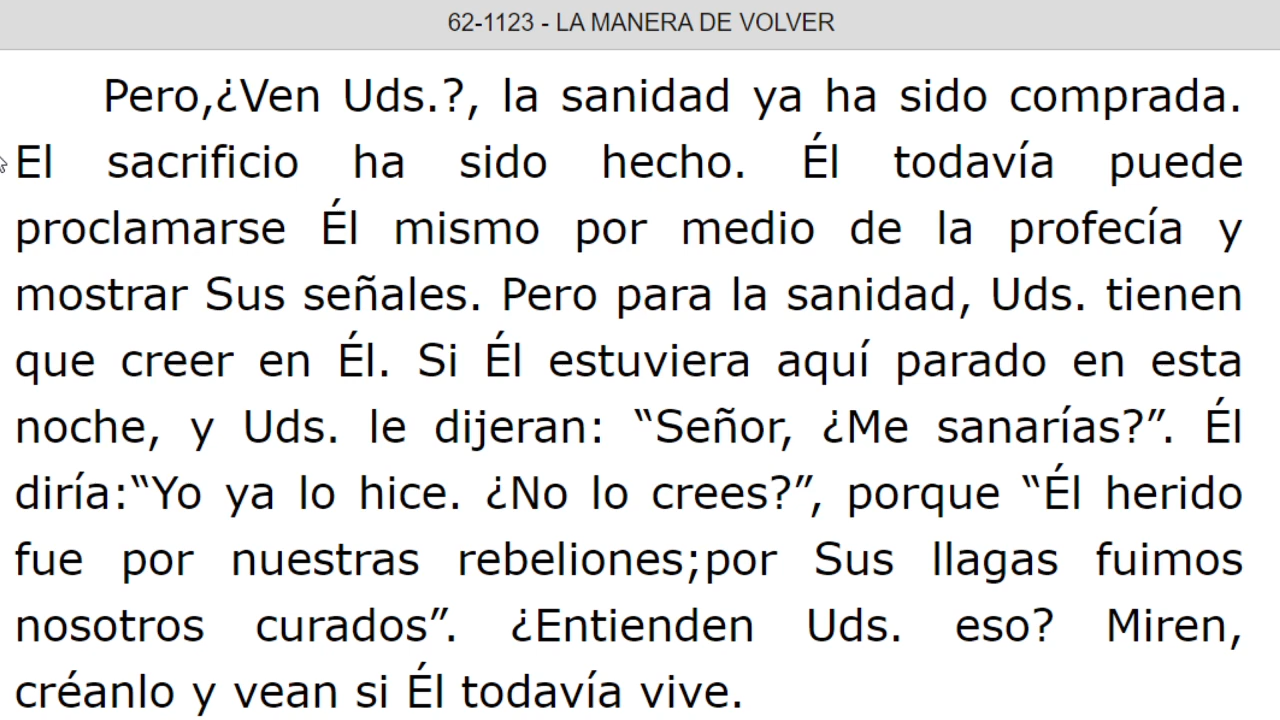 62-1123 - LA MANERA DE VOLVER
Pero,¿Ven Uds.?, la sanidad ya ha sido comprada.
El sacrificio ha sido hecho. Él todavía puede
proclamarse Él mismo por medio de la profecía y
mostrar Sus señales. Pero para la sanidad, Uds. tienen
que creer en Él. Si Él estuviera aquí parado en esta
noche, y Uds. le dijeran: “Señor, ¿Me sanarías?”. Él
diría:“Yo ya lo hice. ¿No lo crees?”, porque “Él herido
fue por nuestras rebeliones;por Sus llagas fuimos
nosotros curados”. ¿Entienden Uds. eso? Miren,
créanlo y vean si Él todavía vive.